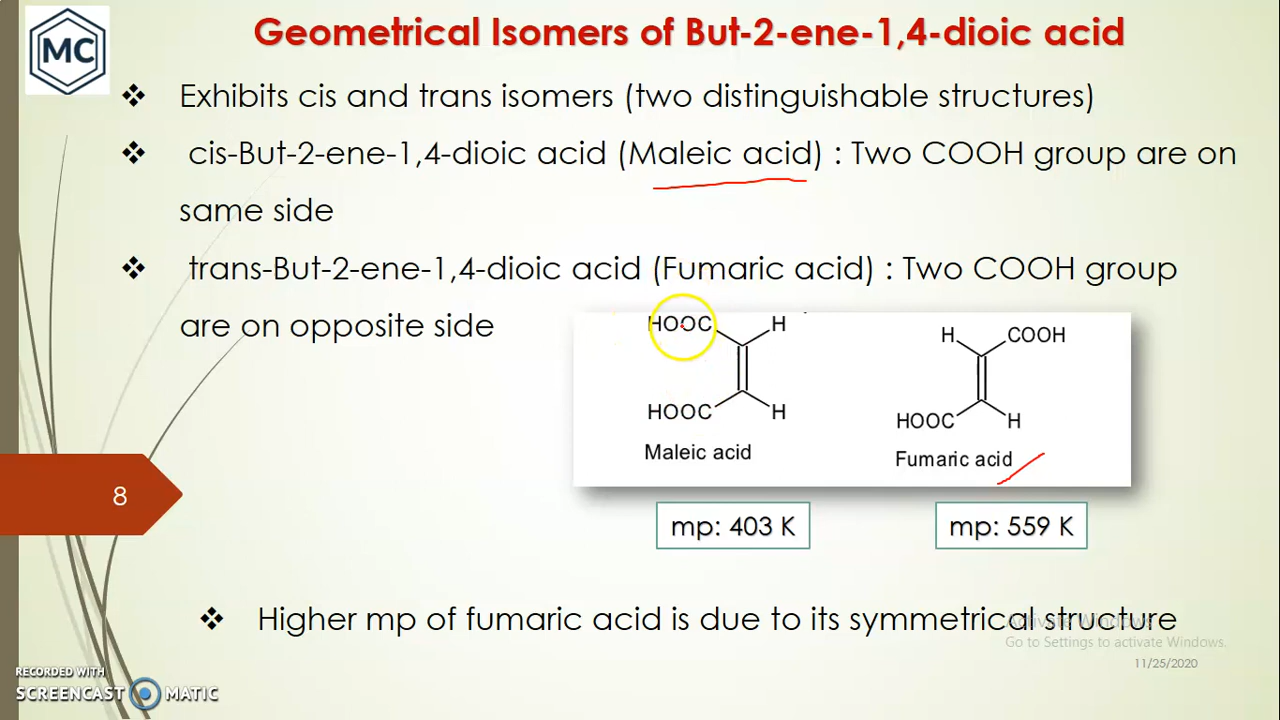 MC
Geometrical Isomers of But-2-ene-1,4-dioic acid
❖ Exhibits cis and trans isomers (two distinguishable structures)
❖ cis-But-2-ene-1,4-dioic acid (Maleic acid) : Two COOH group are on
same side
❖ trans-But-2-ene-1,4-dioic acid (Fumaric acid) : Two COOH group
are on opposite side
HOOC H
HOOC H
Maleic acid
H COOH
HOOC H
Fumaric acid
8
mp: 403 K
mp: 559 K
❖ Higher mp of fumaric acid is due to its symmetrical structure
Activate Windows
Go to Settings to activate Windows.
11/25/2020
RECORDED WITH
SCREENCAST MATIC